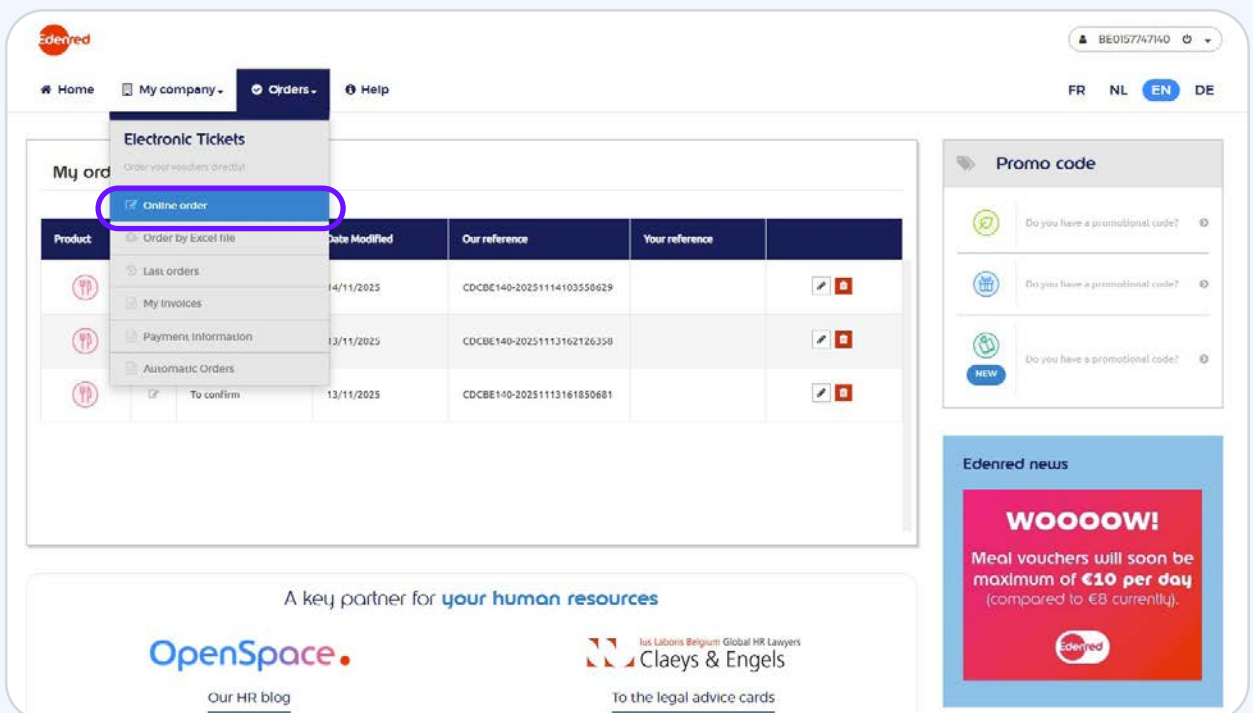 Edenred
BE0157747140
Home
My company
Orders
Help
FR NL EN DE
Electronic Tickets
Order your vouchers directly!
Online order
Order by Excel file
Last orders
My Invoices
Payment Information
Automatic Orders
My ord
Product
Date Modified
Our reference
Your reference
14/11/2025
CDCBE140-20251114103558629
13/11/2025
CDCBE140-20251113162126358
To confirm
13/11/2025
CDCBE140-20251113161850681
Promo code
Do you have a promotional code?
Do you have a promotional code?
Do you have a promotional code?
NEW
Edenred news
WOOOOW!
Meal vouchers will soon be
maximum of €10 per day
(compared to €8 currently).
Edenred
A key partner for your human resources
OpenSpace.
Our HR blog
Ius Laboris Belgium Global HR Lawyers
Claeys & Engels
To the legal advice cards